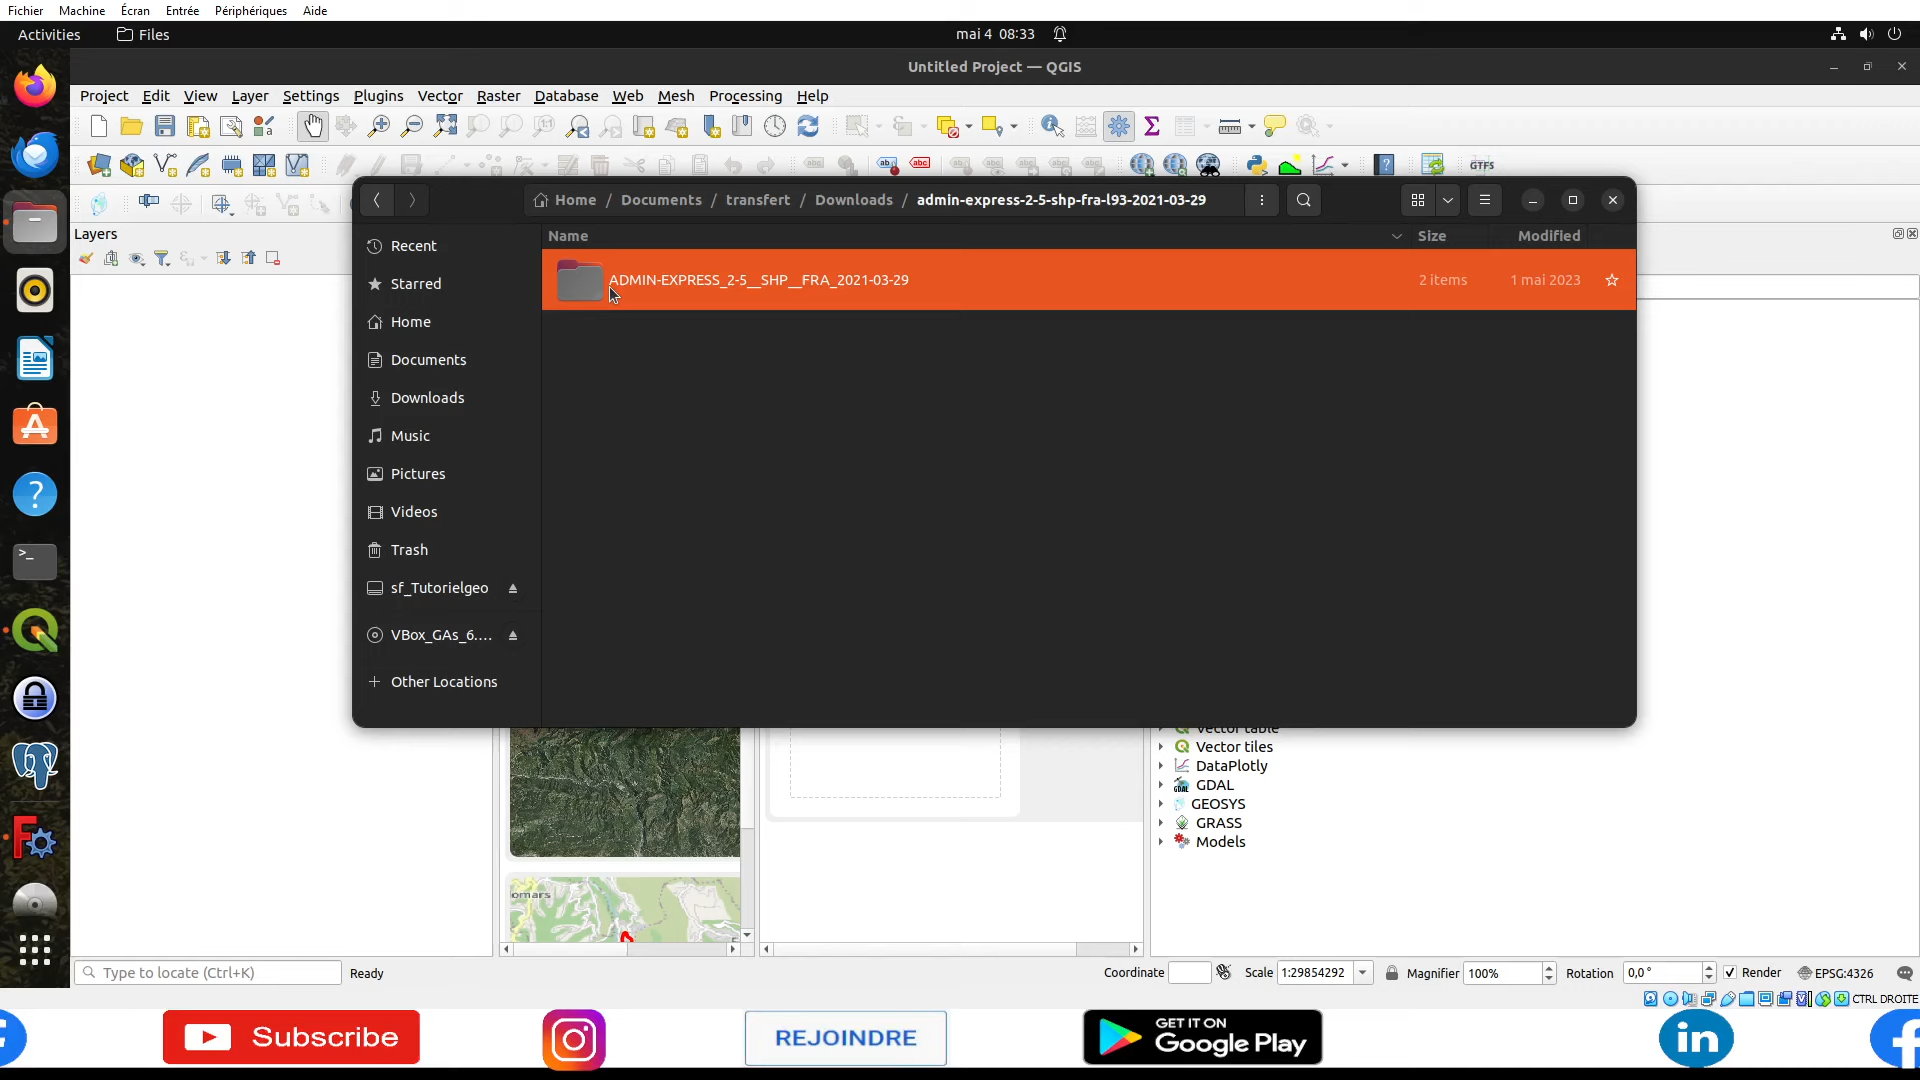 Fichier Machine Écran Entrée Périphériques Aide
Activities Files mai 4 08:33
Untitled Project — QGIS
Project Edit View Layer Settings Plugins Vector Raster Database Web Mesh Processing Help
GTFS
Home / Documents / transfert / Downloads / admin-express-2-5-shp-fra-l93-2021-03-29
Layers
Name Size Modified
Recent
ADMIN-EXPRESS_2-5__SHP__FRA_2021-03-29 2 items 1 mai 2023
Starred
Home
Documents
Downloads
Music
Pictures
Videos
Trash
sf_Tutorielgeo
VBox_GAs_6....
Other Locations
Vector table
Vector tiles
DataPlotly
GDAL
GEOSYS
GRASS
Models
omars
Type to locate (Ctrl+K) Ready Coordinate Scale 1:29854292 Magnifier 100% Rotation 0,0 ° Render EPSG:4326
CTRL DROITE
Subscribe REJOINDRE GET IT ON Google Play in